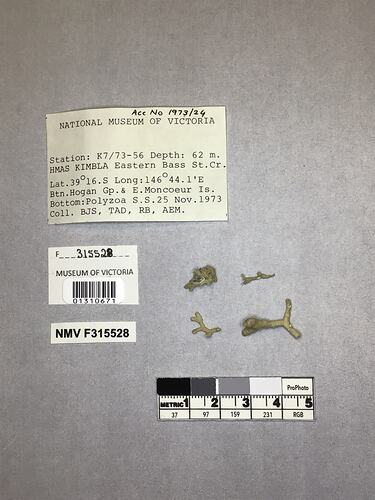 Acc No 1973/24
NATIONAL MUSEUM OF VICTORIA
Station: K7/73-56 Depth: 62 m.
HMAS KIMBLA Eastern Bass St.Cr.
Lat.39°16.S Long:146°44.1'E
Btn.Hogan Gp.& E.Moncoeur Is.
Bottom:Polyzoa S.S.25 Nov.1973
Coll. BJS, TAD, RB, AEM.
F 315528
MUSEUM OF VICTORIA
01310671
NMV F315528
ProPhoto
METRIC 1 2 3 4 5
37 97 159 231 RGB